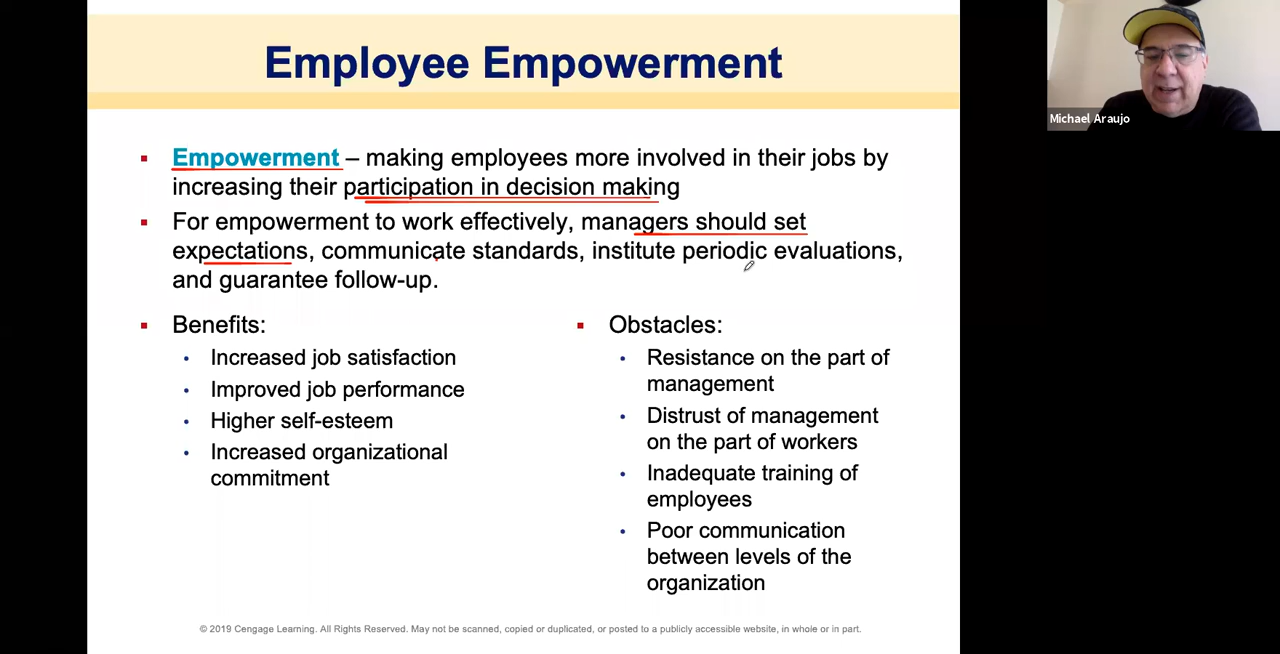 Employee Empowerment
Michael Araujo
▪ Empowerment – making employees more involved in their jobs by
increasing their participation in decision making
▪ For empowerment to work effectively, managers should set
expectations, communicate standards, institute periodic evaluations,
and guarantee follow-up.
▪ Benefits:
• Increased job satisfaction
• Improved job performance
• Higher self-esteem
• Increased organizational
commitment
▪ Obstacles:
• Resistance on the part of
management
• Distrust of management
on the part of workers
• Inadequate training of
employees
• Poor communication
between levels of the
organization
© 2019 Cengage Learning. All Rights Reserved. May not be scanned, copied or duplicated, or posted to a publicly accessible website, in whole or in part.